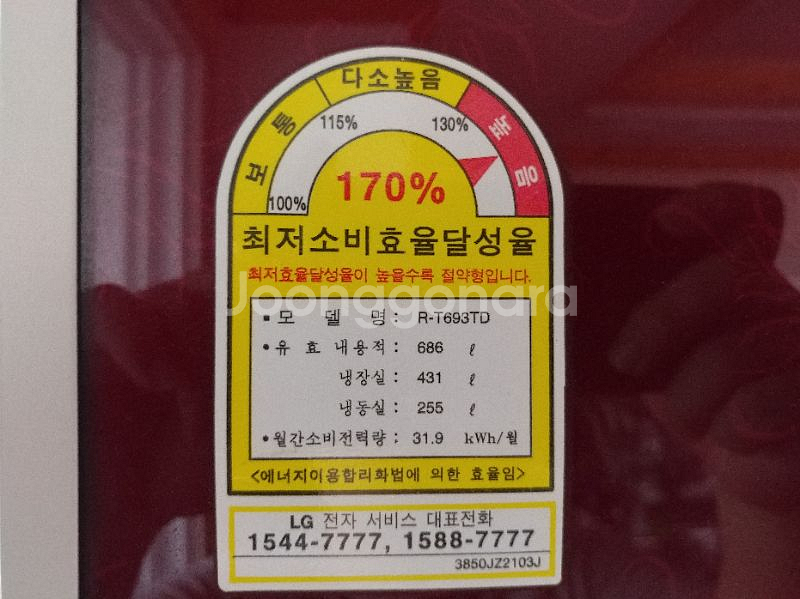 다소높음
보통
높음
115%
130%
100%
170%
최저소비효율달성율
최저효율달성율이 높을수록 절약형입니다.
Joonggonara
▪ 모 델 명 : R-T693TD
• 유 효 내용적 : 686 ℓ
냉장실 : 431 ℓ
냉동실 : 255 ℓ
• 월간소비전력량 : 31.9 kWh/월
<에너지이용합리화법에 의한 효율임>
LG 전자 서비스 대표전화
1544-7777, 1588-7777
3850JZ2103J